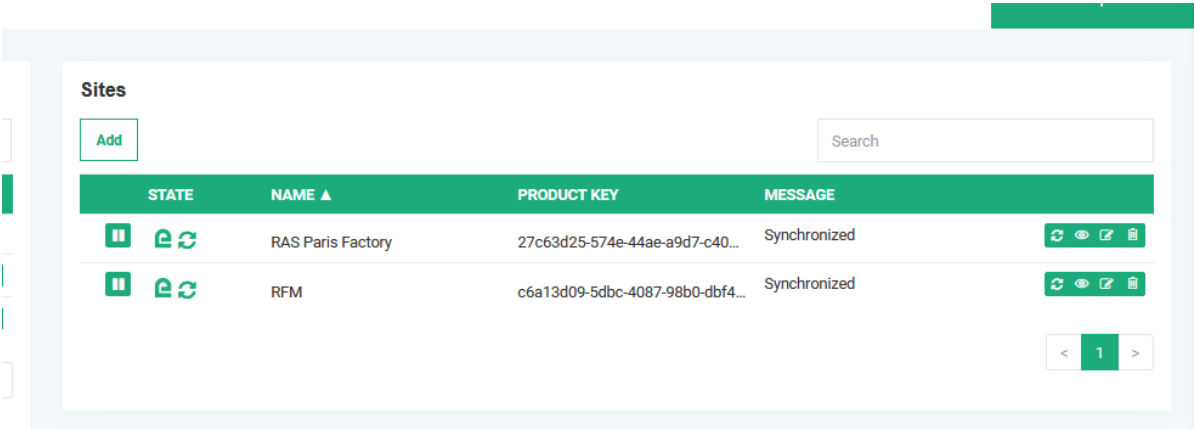 Sites
Add
Search
STATE NAME ▲ PRODUCT KEY MESSAGE
RAS Paris Factory 27c63d25-574e-44ae-a9d7-c40... Synchronized
RFM c6a13d09-5dbc-4087-98b0-dbf4... Synchronized
< 1 >